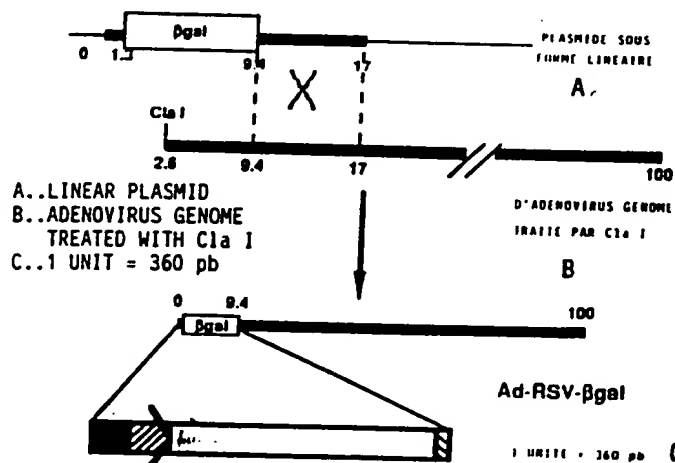 βgal
PLASMIDE SOUS
FORME LINEAIRE
0
9.4
17
A
Cla I
2.6 9.4 17 100
A..LINEAR PLASMID
B..ADENOVIRUS GENOME
TREATED WITH Cla I
C..1 UNIT = 360 pb
D'ADENOVIRUS GENOME
TRAITE PAR Cla I
B
0 9.4 100
βgal
Ad-RSV-βgal
1 UNITE = 360 pb